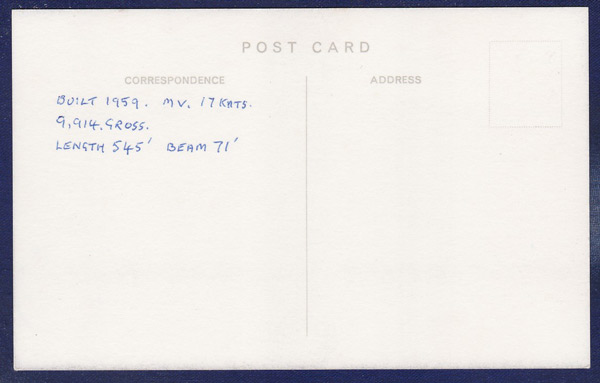 POST CARD
CORRESPONDENCE
ADDRESS
BUILT 1959. MV. 17 KNTS.
9,914. GROSS.
LENGTH 545' BEAM 71'